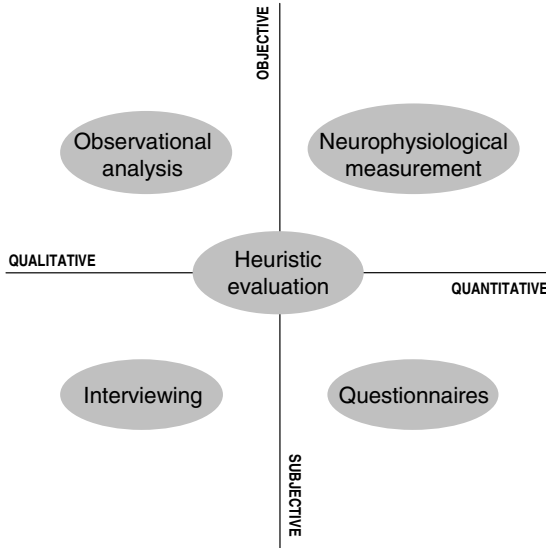 OBJECTIVE
Observational
analysis
Neurophysiological
measurement
QUALITATIVE
Heuristic
evaluation
QUANTITATIVE
Interviewing
Questionnaires
SUBJECTIVE